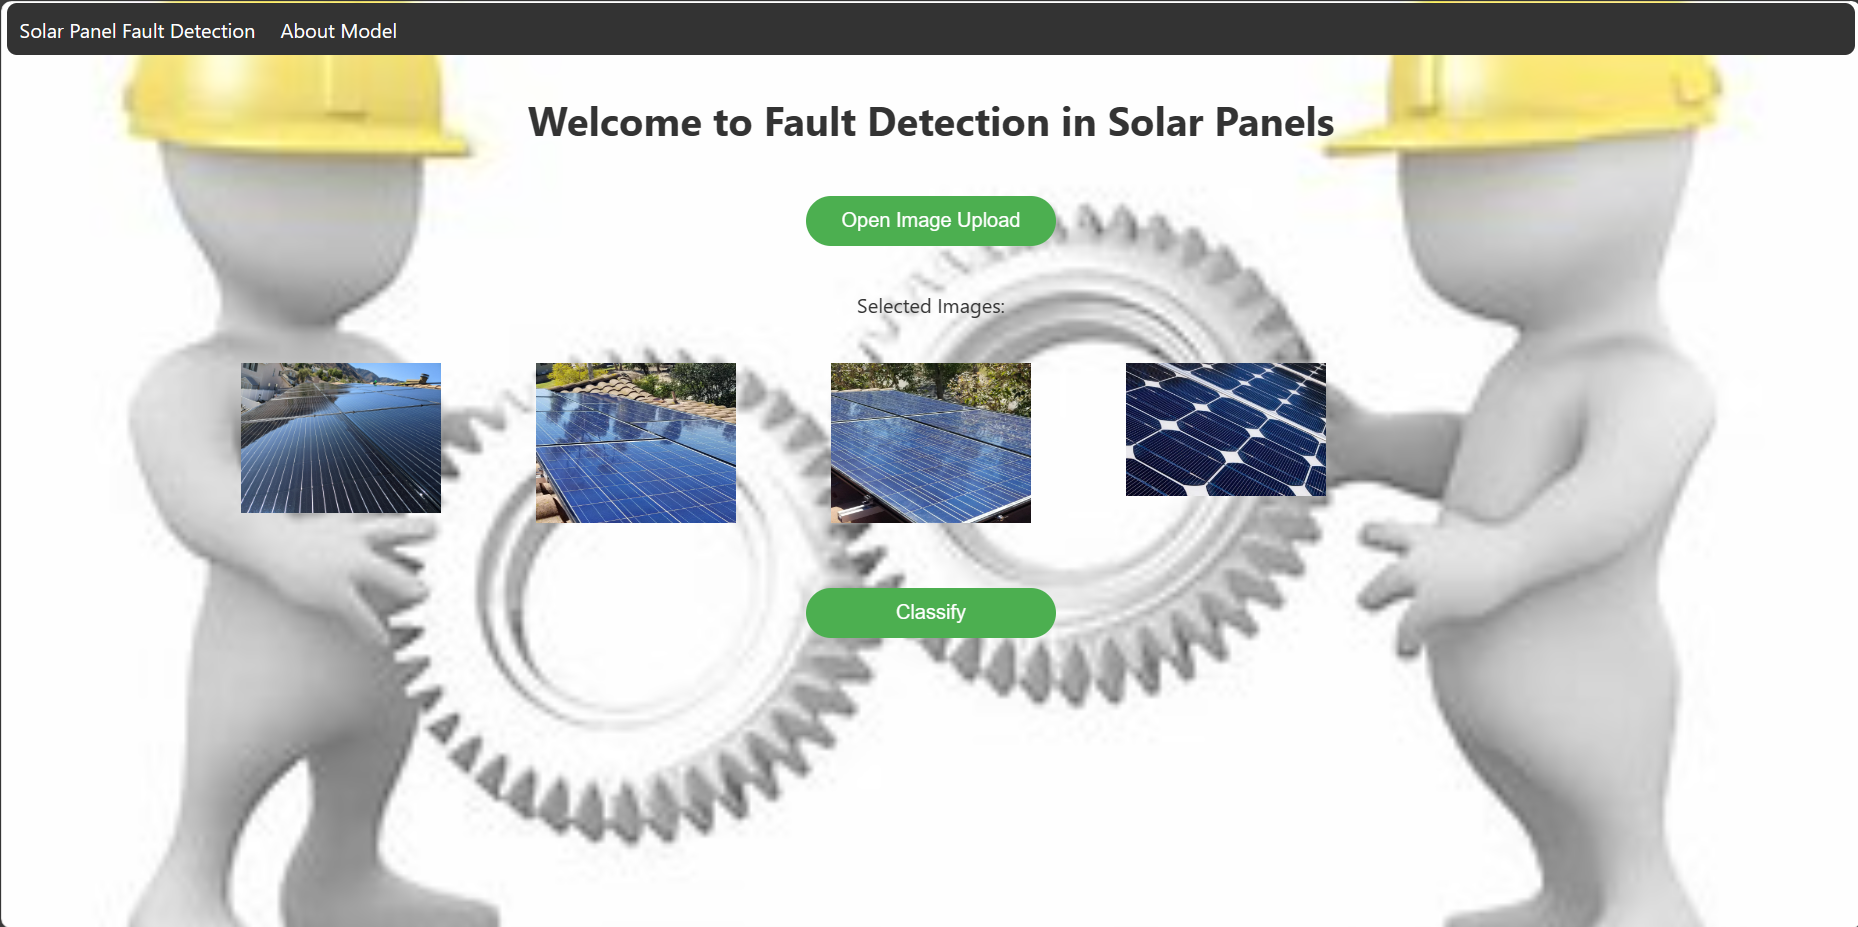 Solar Panel Fault Detection About Model
Welcome to Fault Detection in Solar Panels
Open Image Upload
Selected Images:
Classify